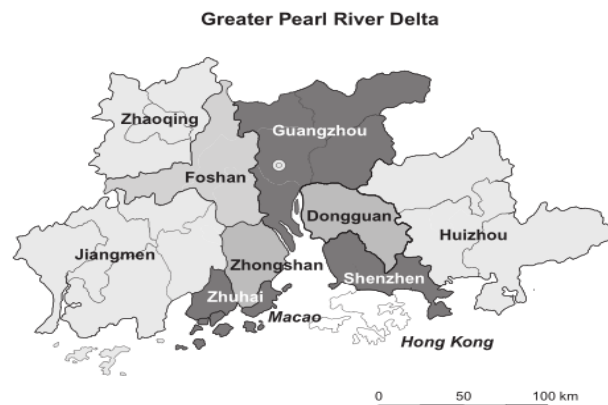 Greater Pearl River Delta
Zhaoqing
Guangzhou
Foshan
Dongguan
Huizhou
Jiangmen
Zhongshan
Shenzhen
Zhuhai
Macao
Hong Kong
0 50 100 km